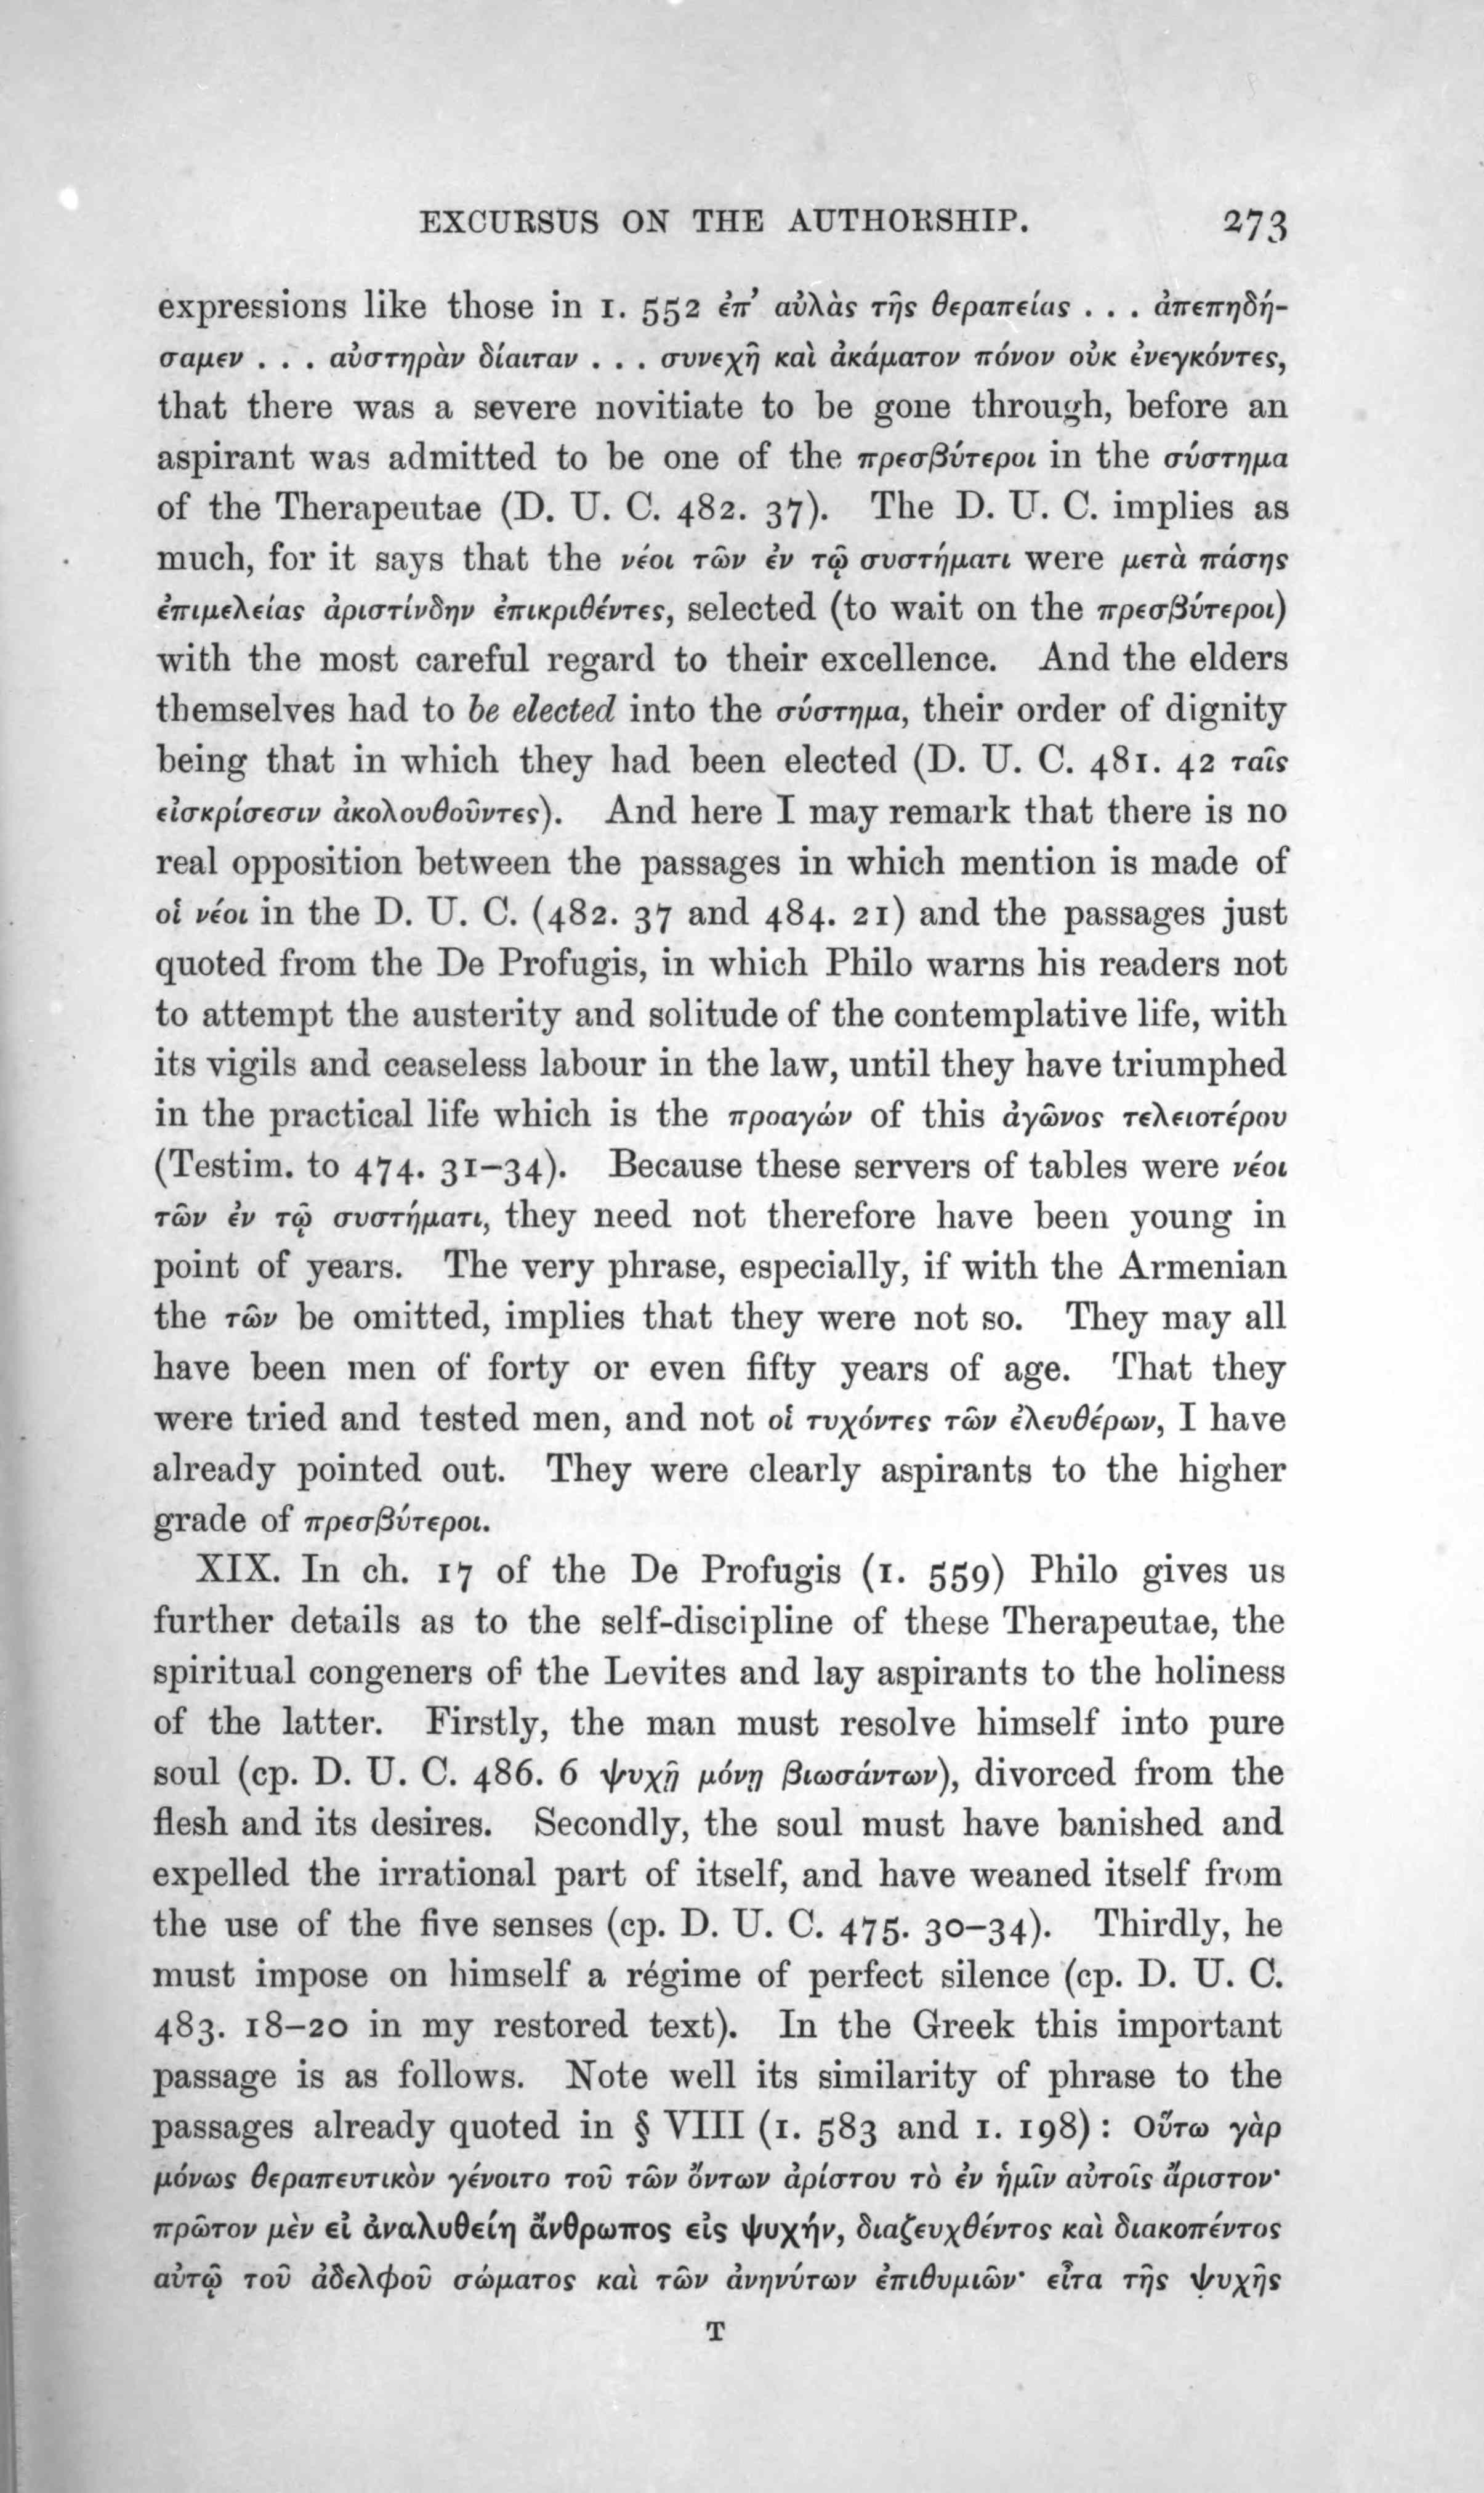 EXCURSUS ON THE AUTHORSHIP. 273
expressions like those in I. 552 ἐπ’ αὐλὰς τῆς θεραπείας . . . ἀπεπηδή-
σαμεν . . . αὐστηρὰν δίαιταν . . . συνεχῆ καὶ ἀκάματον πόνον οὐκ ἐνεγκόντες,
that there was a severe novitiate to be gone through, before an
aspirant was admitted to be one of the πρεσβύτεροι in the σύστημα
of the Therapeutae (D. U. C. 482. 37). The D. U. C. implies as
much, for it says that the νέοι τῶν ἐν τῷ συστήματι were μετὰ πάσης
ἐπιμελείας ἀριστίνδην ἐπικριθέντες, selected (to wait on the πρεσβύτεροι)
with the most careful regard to their excellence. And the elders
themselves had to be elected into the σύστημα, their order of dignity
being that in which they had been elected (D. U. C. 481. 42 ταῖς
εἰσκρίσεσιν ἀκολουθοῦντες). And here I may remark that there is no
real opposition between the passages in which mention is made of
οἱ νέοι in the D. U. C. (482. 37 and 484. 21) and the passages just
quoted from the De Profugis, in which Philo warns his readers not
to attempt the austerity and solitude of the contemplative life, with
its vigils and ceaseless labour in the law, until they have triumphed
in the practical life which is the προαγών of this ἀγῶνος τελειοτέρου
(Testim. to 474. 31–34). Because these servers of tables were νέοι
τῶν ἐν τῷ συστήματι, they need not therefore have been young in
point of years. The very phrase, especially, if with the Armenian
the τῶν be omitted, implies that they were not so. They may all
have been men of forty or even fifty years of age. That they
were tried and tested men, and not οἱ τυχόντες τῶν ἐλευθέρων, I have
already pointed out. They were clearly aspirants to the higher
grade of πρεσβύτεροι.
XIX. In ch. 17 of the De Profugis (I. 559) Philo gives us
further details as to the self-discipline of these Therapeutae, the
spiritual congeners of the Levites and lay aspirants to the holiness
of the latter. Firstly, the man must resolve himself into pure
soul (cp. D. U. C. 486. 6 ψυχῇ μόνῃ βιωσάντων), divorced from the
flesh and its desires. Secondly, the soul must have banished and
expelled the irrational part of itself, and have weaned itself from
the use of the five senses (cp. D. U. C. 475. 30–34). Thirdly, he
must impose on himself a régime of perfect silence (cp. D. U. C.
483. 18–20 in my restored text). In the Greek this important
passage is as follows. Note well its similarity of phrase to the
passages already quoted in § VIII (I. 583 and I. 198) : Οὕτω γὰρ
μόνως θεραπευτικὸν γένοιτο τοῦ τῶν ὄντων ἀρίστου τὸ ἐν ἡμῖν αὐτοῖς ἄριστον·
πρῶτον μὲν εἰ ἀναλυθείη ἄνθρωπος εἰς ψυχήν, διαζευχθέντος καὶ διακοπέντος
αὐτῷ τοῦ ἀδελφοῦ σώματος καὶ τῶν ἀνηνύτων ἐπιθυμιῶν· εἶτα τῆς ψυχῆς
T